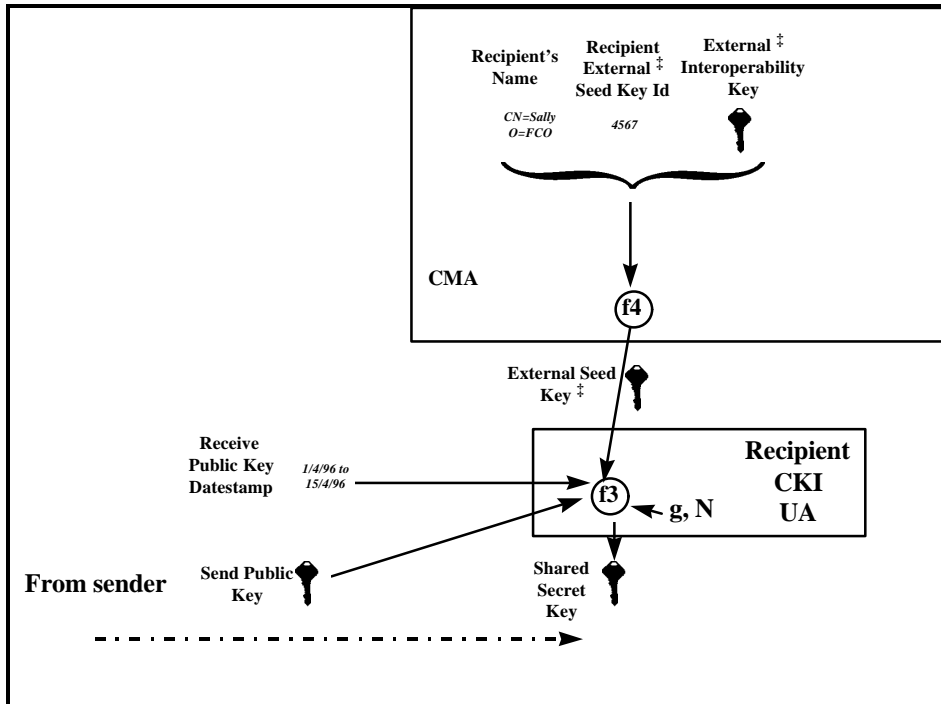 Recipient's
Name
Recipient
External ‡
Seed Key Id
External ‡
Interoperability
Key
CN=Sally
O=FCO
4567
CMA
f4
External Seed
Key ‡
Receive
Public Key
Datestamp
1/4/96 to
15/4/96
f3
g, N
Recipient
CKI
UA
From sender
Send Public
Key
Shared
Secret
Key